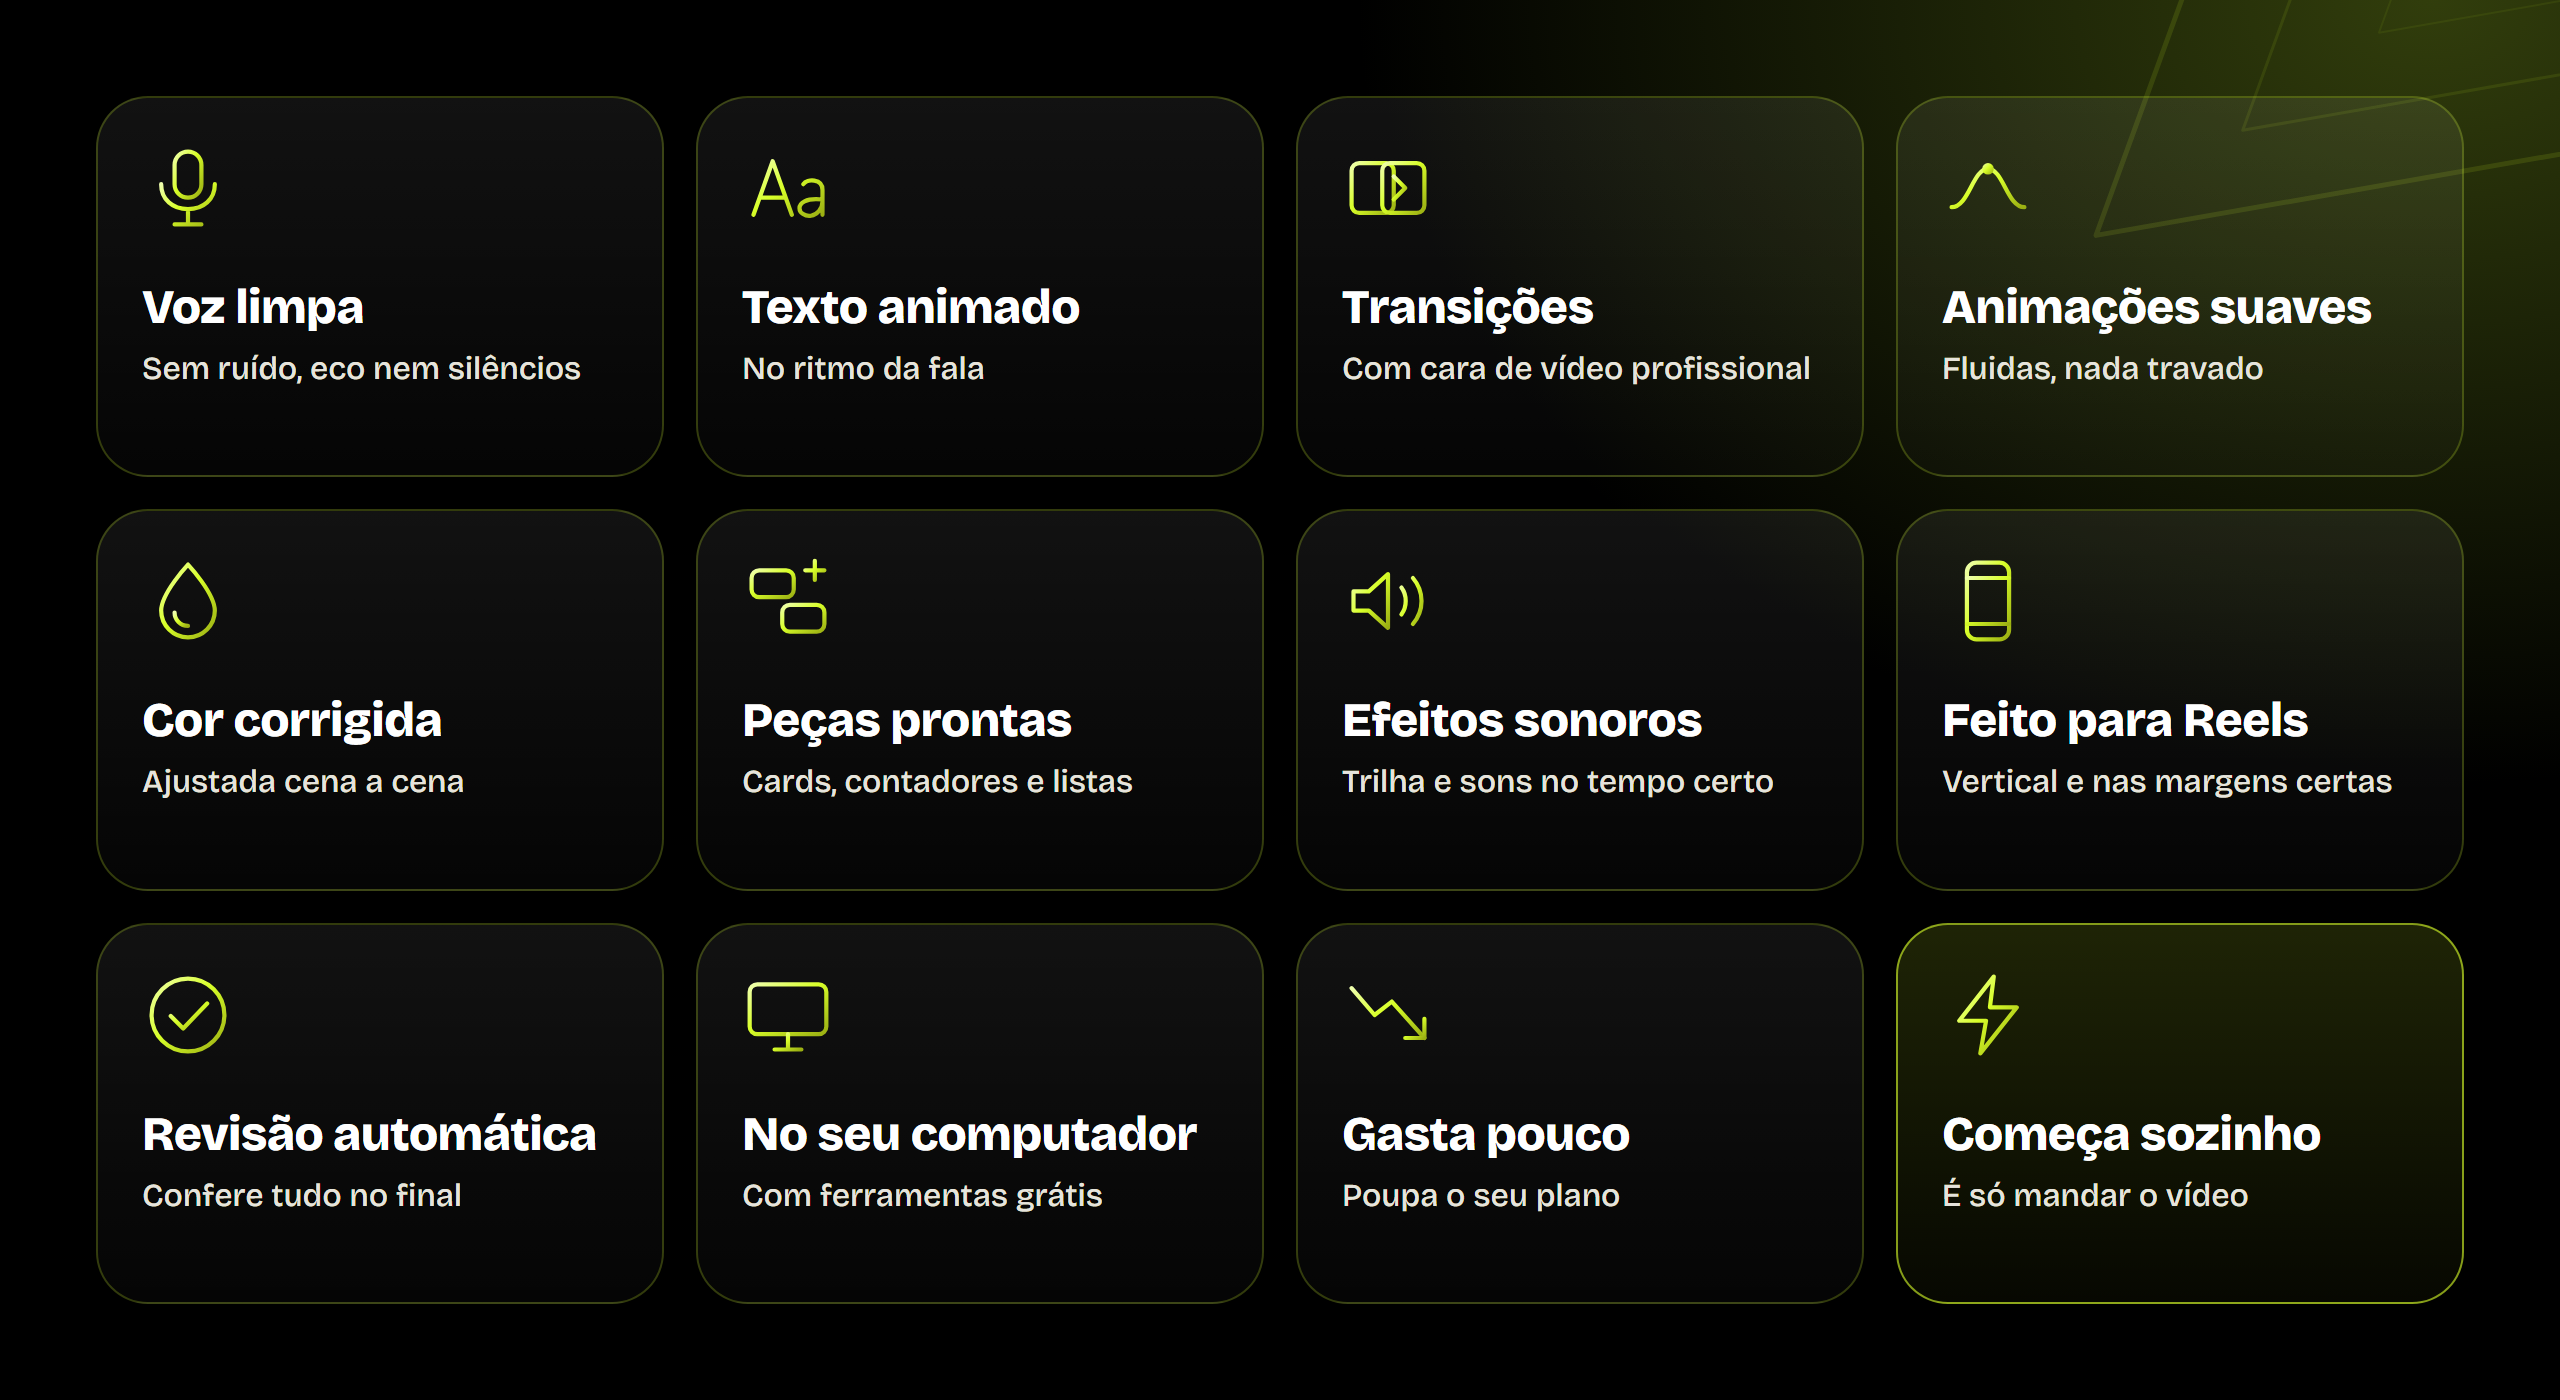 Aa
Voz limpa
Sem ruído, eco nem silêncios
Texto animado
No ritmo da fala
Transições
Com cara de vídeo profissional
Animações suaves
Fluidas, nada travado
Cor corrigida
Ajustada cena a cena
Peças prontas
Cards, contadores e listas
Efeitos sonoros
Trilha e sons no tempo certo
Feito para Reels
Vertical e nas margens certas
Revisão automática
Confere tudo no final
No seu computador
Com ferramentas grátis
Gasta pouco
Poupa o seu plano
Começa sozinho
É só mandar o vídeo